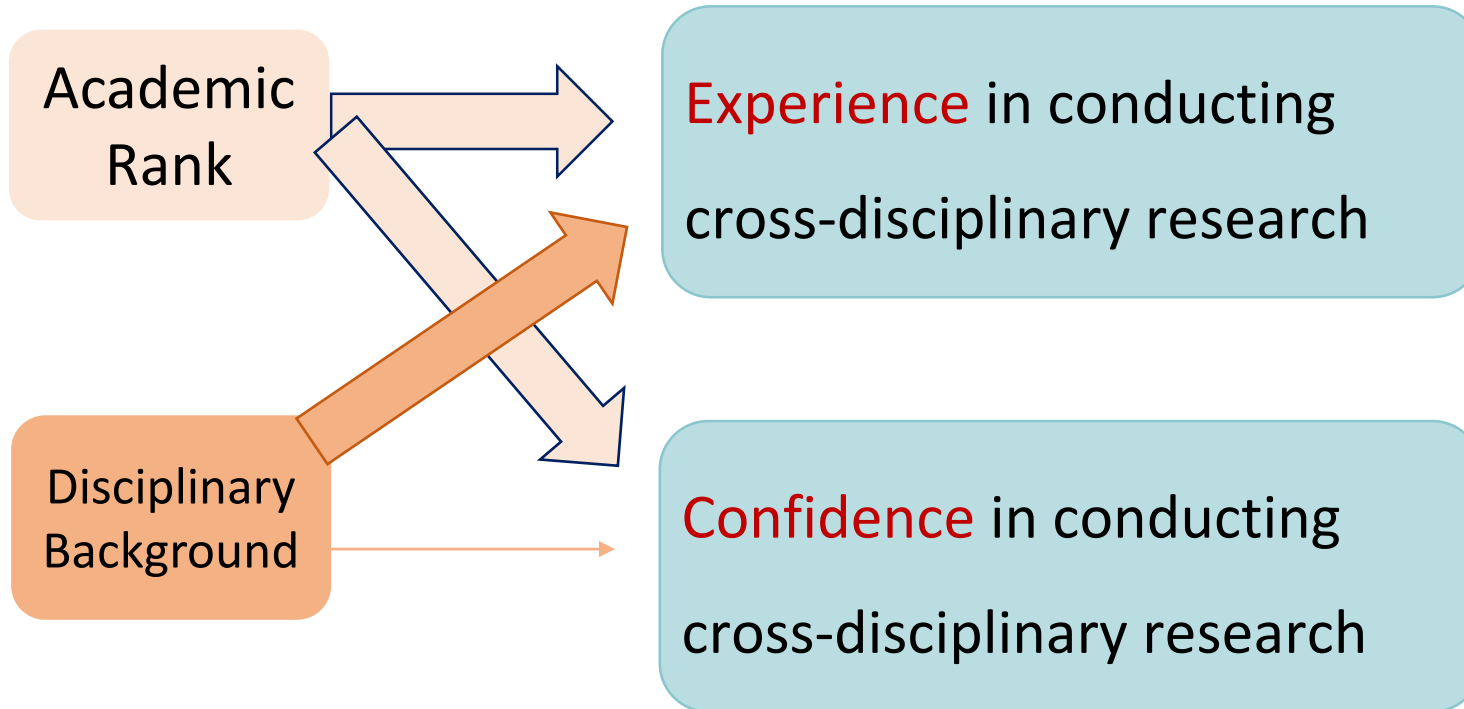 Academic
Rank
Experience in conducting
cross-disciplinary research
Disciplinary
Background
Confidence in conducting
cross-disciplinary research